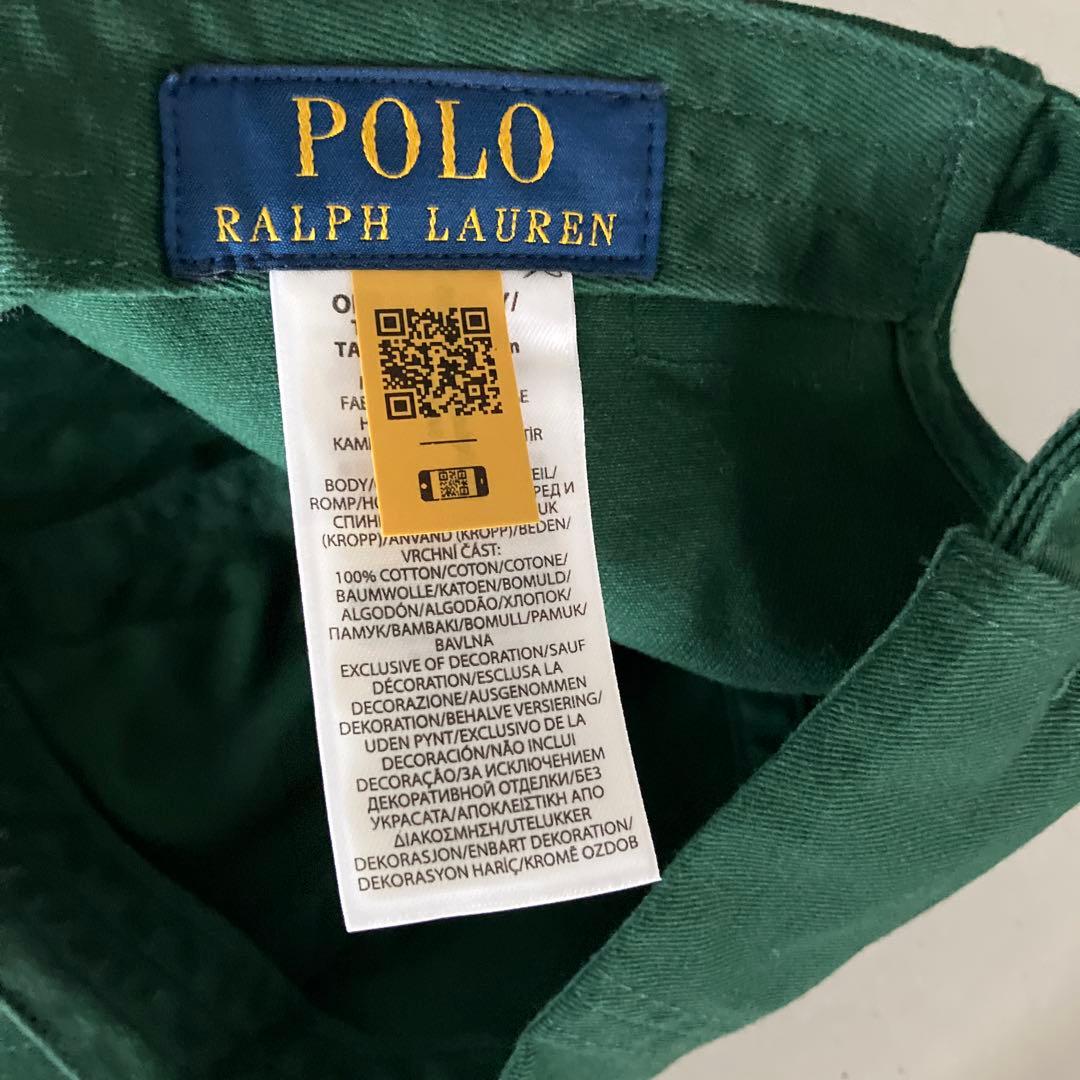 POLO
RALPH LAUREN
BODY/
ROMP/
СПИН
(KROPP)/ANVÄND (KROPP)/BEDEN/
VRCHNÍ ČÁST:
100% COTTON/COTON/COTONE/
BAUMWOLLE/KATOEN/BOMULD/
ALGODÓN/ALGODÃO/ХЛОПОК/
ПАМУК/ΒΑΜΒΑΚΙ/BOMULL/PAMUK/
BAVLNA
EXCLUSIVE OF DECORATION/SAUF
DÉCORATION/ESCLUSA LA
DECORAZIONE/AUSGENOMMEN
DEKORATION/BEHALVE VERSIERING/
UDEN PYNT/EXCLUSIVO DE LA
DECORACIÓN/NÃO INCLUI
DECORAÇÃO/ЗА ИСКЛЮЧЕНИЕМ
ДЕКОРАТИВНОЙ ОТДЕЛКИ/БЕЗ
УКРАСАТА/ΑΠΟΚΛΕΙΣΤΙΚΗ ΑΠΟ
ΔΙΑΚΟΣΜΗΣΗ/UTELUKKER
DEKORASJON/ENBART DEKORATION/
DEKORASYON HARİÇ/KROMĚ OZDOB